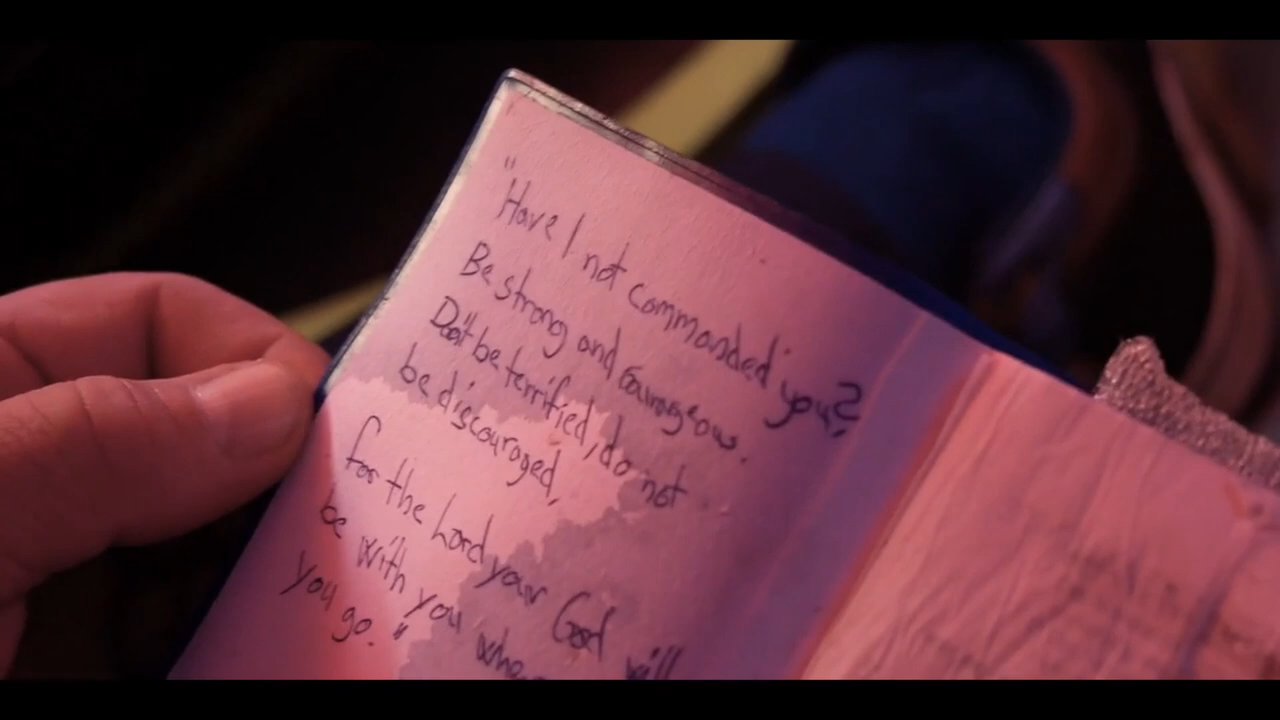 "Have I not commanded you?
Be strong and courageous.
Don't be terrified, do not
be discouraged,
for the Lord your God will
be with you
you go."